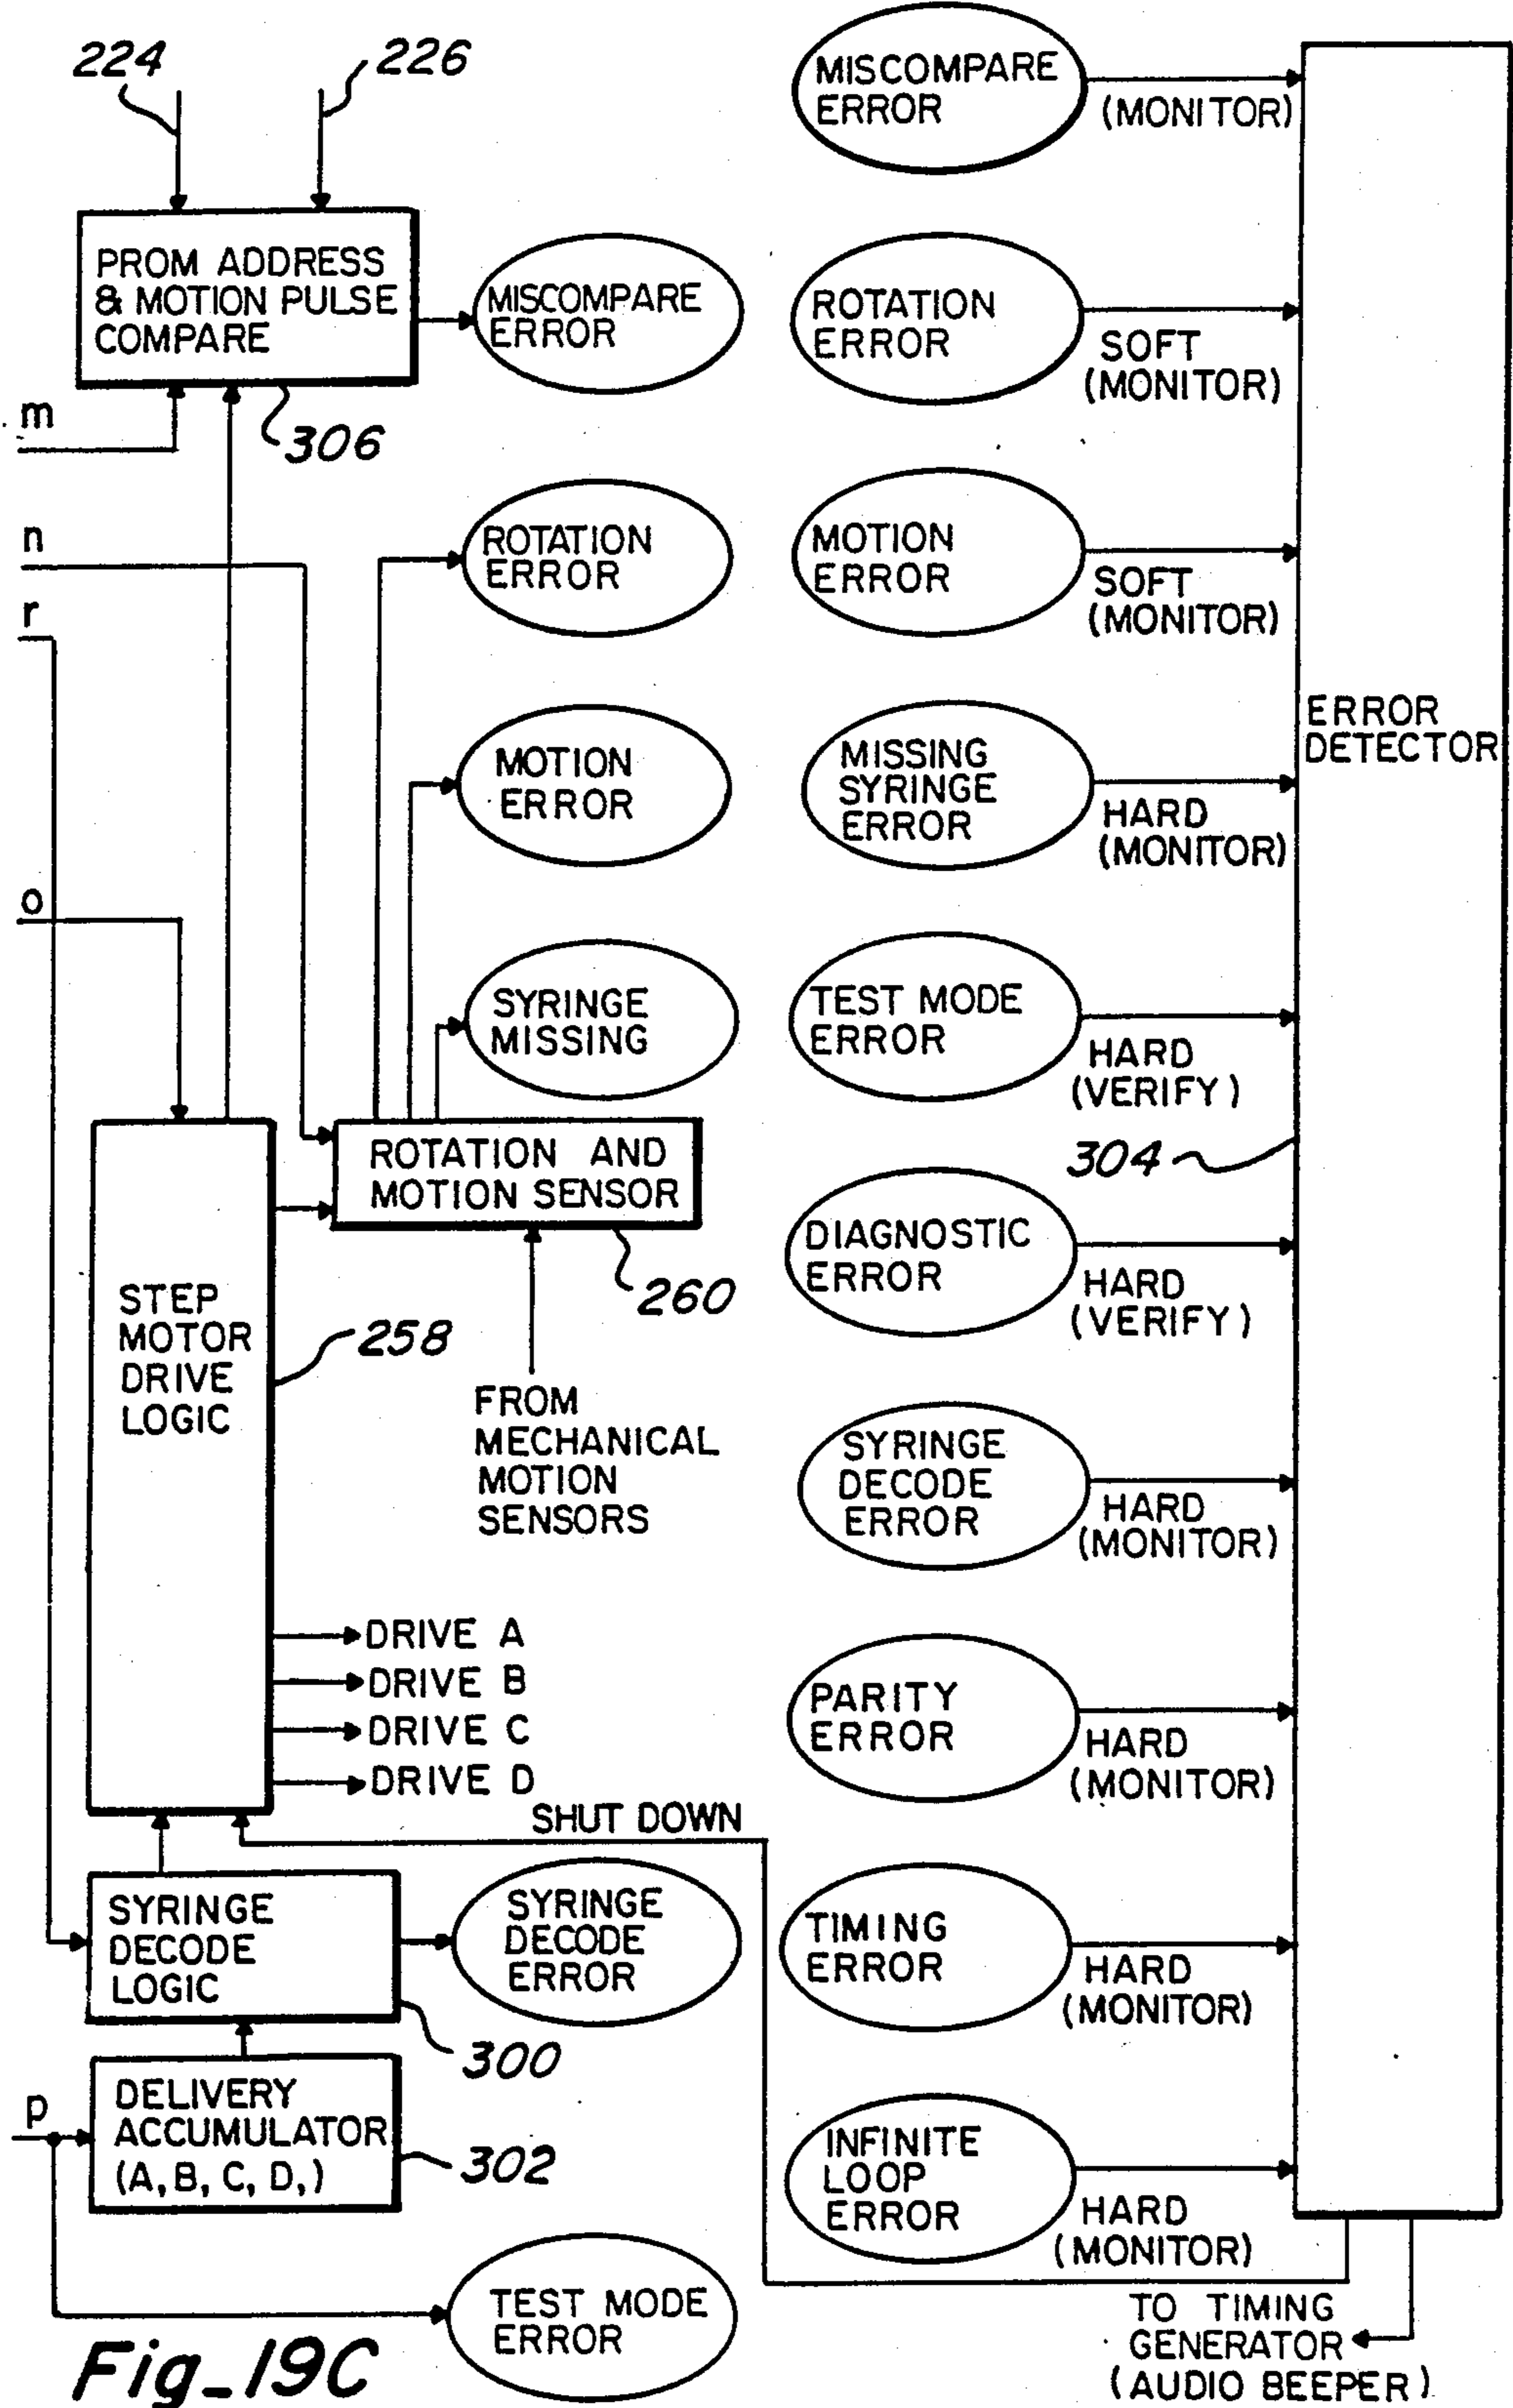 224
226
PROM ADDRESS
& MOTION PULSE
COMPARE
MISCOMPARE
ERROR
306
m
n
r
o
ROTATION
ERROR
MOTION
ERROR
SYRINGE
MISSING
ROTATION AND
MOTION SENSOR
260
FROM
MECHANICAL
MOTION
SENSORS
STEP
MOTOR
DRIVE
LOGIC
258
DRIVE A
DRIVE B
DRIVE C
DRIVE D
SHUT DOWN
SYRINGE
DECODE
LOGIC
300
SYRINGE
DECODE
ERROR
p
DELIVERY
ACCUMULATOR
(A, B, C, D,)
302
TEST MODE
ERROR
MISCOMPARE
ERROR
(MONITOR)
ROTATION
ERROR
SOFT
(MONITOR)
MOTION
ERROR
SOFT
(MONITOR)
MISSING
SYRINGE
ERROR
HARD
(MONITOR)
TEST MODE
ERROR
HARD
(VERIFY)
304
DIAGNOSTIC
ERROR
HARD
(VERIFY)
SYRINGE
DECODE
ERROR
HARD
(MONITOR)
PARITY
ERROR
HARD
(MONITOR)
TIMING
ERROR
HARD
(MONITOR)
INFINITE
LOOP
ERROR
HARD
(MONITOR)
ERROR
DETECTOR
TO TIMING
GENERATOR
(AUDIO BEEPER)
Fig_19C